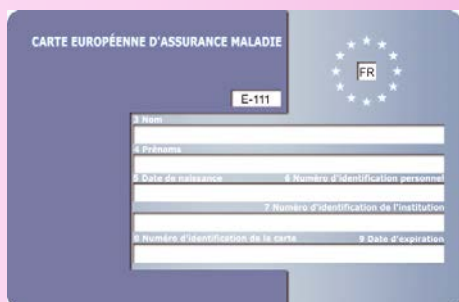 CARTE EUROPÉENNE D'ASSURANCE MALADIE
FR
E-111
3 Nom
4 Prénoms
5 Date de naissance 6 Numéro d'identification personnel
7 Numéro d'identification de l'institution
8 Numéro d'identification de la carte 9 Date d'expiration